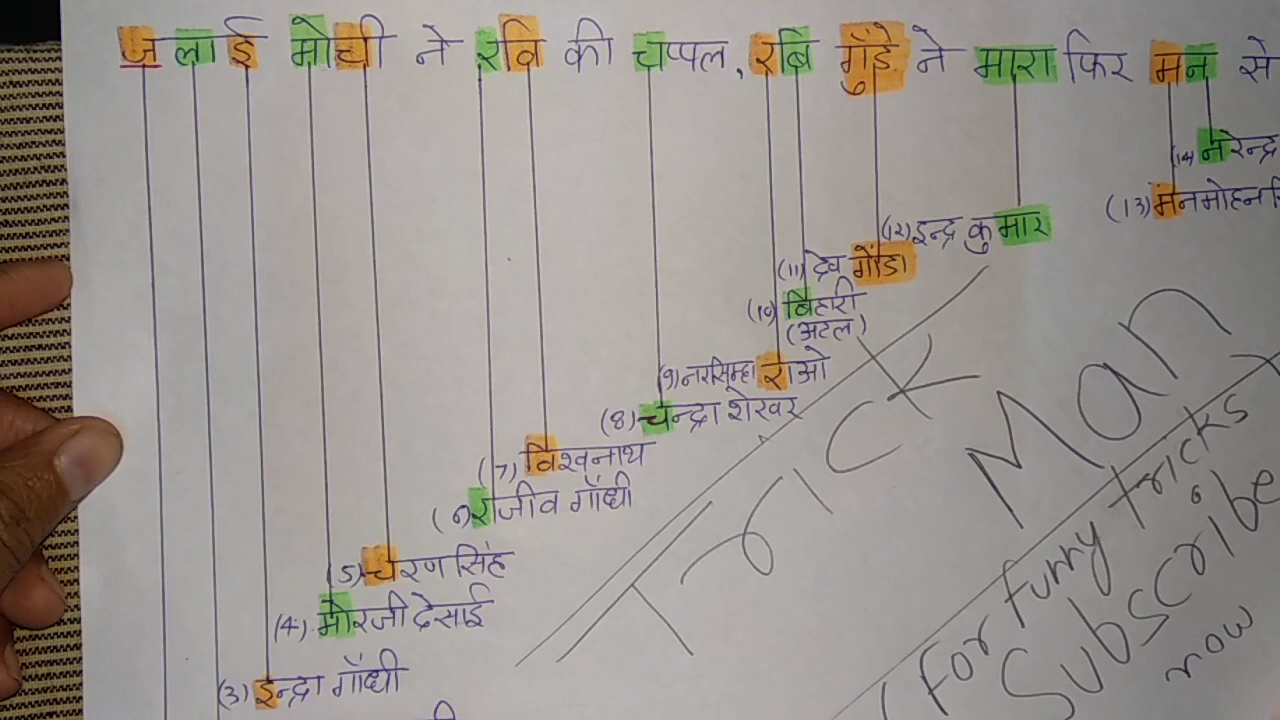 ज लाई मोची ने रवि की चप्पल, रबि गुंडे ने मारा फिर मन से
(14) नरेन्द्र
(13) मनमोहन
(12) इन्द्र कुमार
(11) देव गौंडा
(10) बिहारी
(अटल)
(9) नरसिम्हा राओ
(8) चन्द्रा शेखर
(7) विश्वनाथ
(6) राजीव गाँधी
(5) चरण सिंह
(4) मोरजी देसाई
(3) इन्द्रा गाँधी
Trick
Man
(For Funny tricks
Subscribe
now